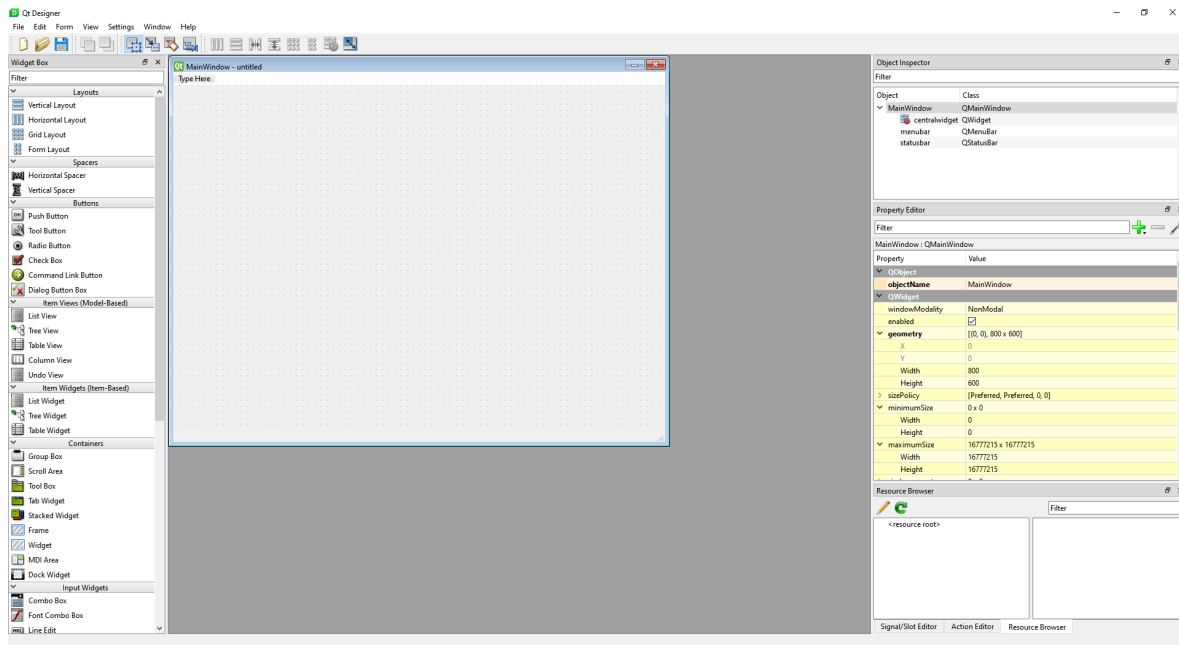 Qt Designer
File Edit Form View Settings Window Help
Widget Box
Filter
Layouts
Vertical Layout
Horizontal Layout
Grid Layout
Form Layout
Spacers
Horizontal Spacer
Vertical Spacer
Buttons
Push Button
Tool Button
Radio Button
Check Box
Command Link Button
Dialog Button Box
Item Views (Model-Based)
List View
Tree View
Table View
Column View
Undo View
Item Widgets (Item-Based)
List Widget
Tree Widget
Table Widget
Containers
Group Box
Scroll Area
Tool Box
Tab Widget
Stacked Widget
Frame
Widget
MDI Area
Dock Widget
Input Widgets
Combo Box
Font Combo Box
Line Edit
MainWindow - untitled
Type Here
Object Inspector
Filter
Object Class
MainWindow QMainWindow
centralwidget QWidget
menubar QMenuBar
statusbar QStatusBar
Property Editor
Filter
MainWindow : QMainWindow
Property Value
QObject
objectName MainWindow
QWidget
windowModality NonModal
enabled
geometry [(0, 0), 800 x 600]
X 0
Y 0
Width 800
Height 600
sizePolicy [Preferred, Preferred, 0, 0]
minimumSize 0 x 0
Width 0
Height 0
maximumSize 16777215 x 16777215
Width 16777215
Height 16777215
Resource Browser
Filter
<resource root>
Signal/Slot Editor Action Editor Resource Browser